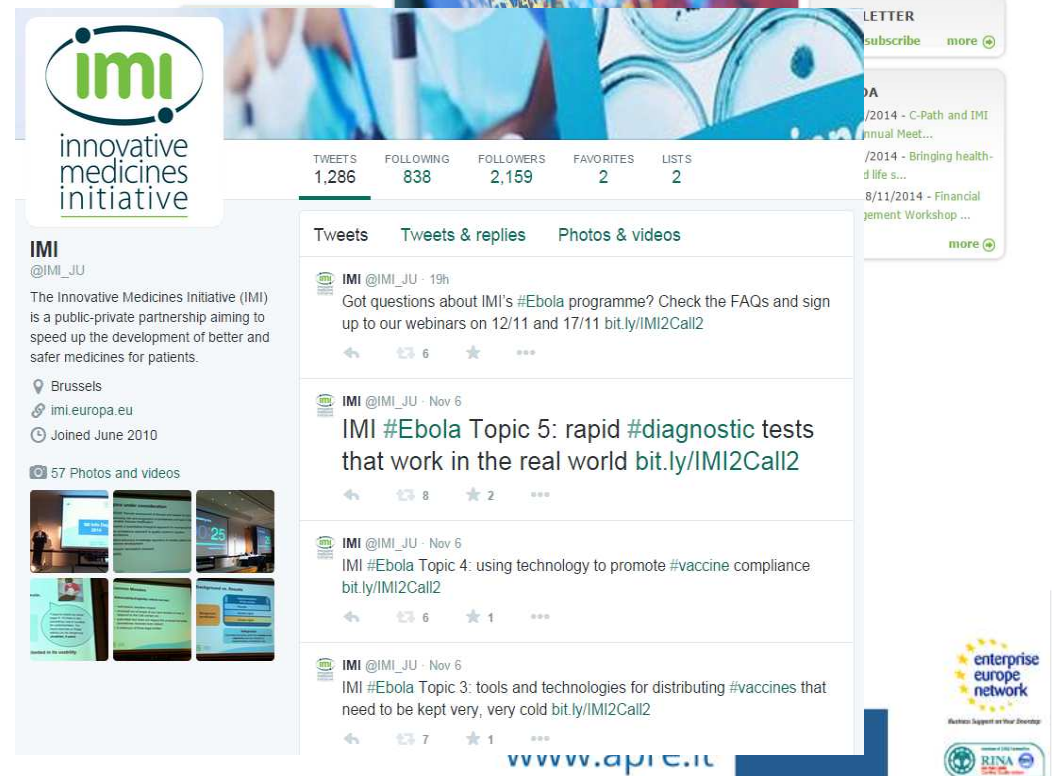 imi
innovative
medicines
initiative
TWEETS FOLLOWING FOLLOWERS FAVORITES LISTS
1,286 838 2,159 2 2
IMI
@IMI_JU
The Innovative Medicines Initiative (IMI)
is a public-private partnership aiming to
speed up the development of better and
safer medicines for patients.
Brussels
imi.europa.eu
Joined June 2010
57 Photos and videos
25
Tweets Tweets & replies Photos & videos
IMI @IMI_JU · 19h
Got questions about IMI's #Ebola programme? Check the FAQs and sign
up to our webinars on 12/11 and 17/11 bit.ly/IMI2Call2
6
IMI @IMI_JU · Nov 6
IMI #Ebola Topic 5: rapid #diagnostic tests
that work in the real world bit.ly/IMI2Call2
8 2
IMI @IMI_JU · Nov 6
IMI #Ebola Topic 4: using technology to promote #vaccine compliance
bit.ly/IMI2Call2
6 1
IMI @IMI_JU · Nov 6
IMI #Ebola Topic 3: tools and technologies for distributing #vaccines that
need to be kept very, very cold bit.ly/IMI2Call2
7 1
LETTER
subscribe more
DA
/2014 - C-Path and IMI
nnual Meet...
/2014 - Bringing health-
d life s...
8/11/2014 - Financial
gement Workshop ...
more
enterprise
europe
network
Business Support on Your Doorstep
RINA
www.apre.it